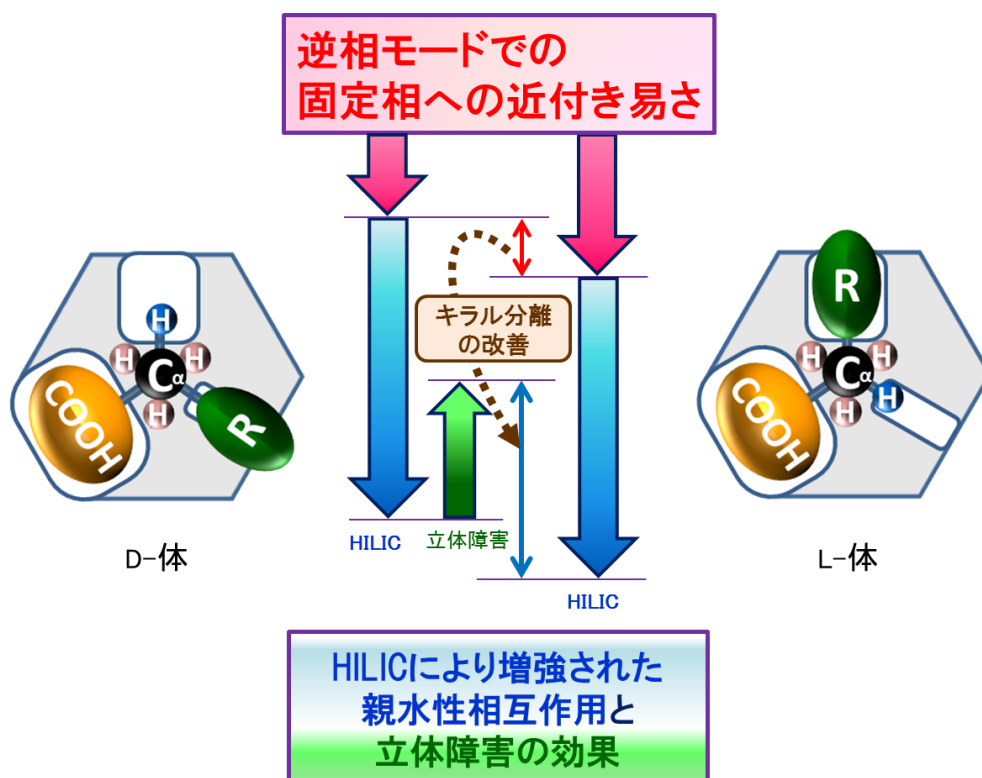 逆相モードでの
固定相への近付き易さ
キラル分離
の改善
H
H
H
Cα
H
COOH
R
R
H
H
Cα
H
H
COOH
HILIC
立体障害
D-体
L-体
HILIC
HILICにより増強された
親水性相互作用と
立体障害の効果